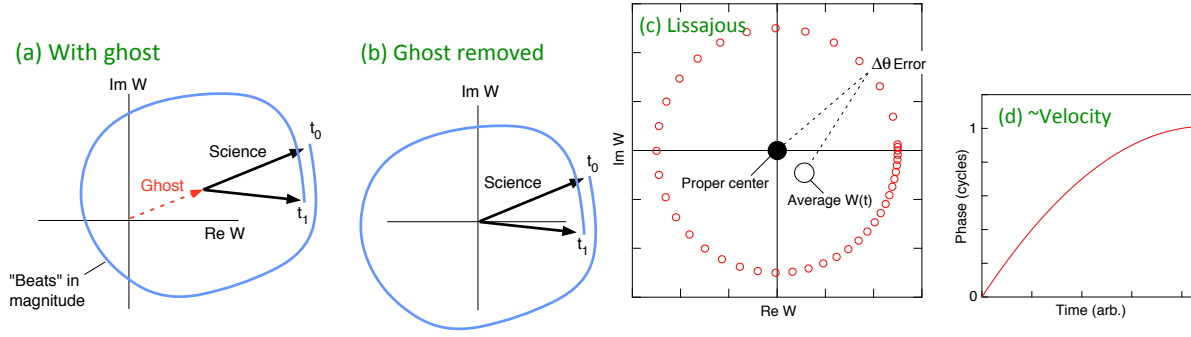 (a) With ghost
Im W
t0
Science
Ghost
t1
Re W
"Beats" in
magnitude
(b) Ghost removed
Im W
t0
Science
t1
(c) Lissajous
Δθ Error
Im W
Proper center
Average W(t)
Re W
(d) ~Velocity
1
Phase (cycles)
0
Time (arb.)